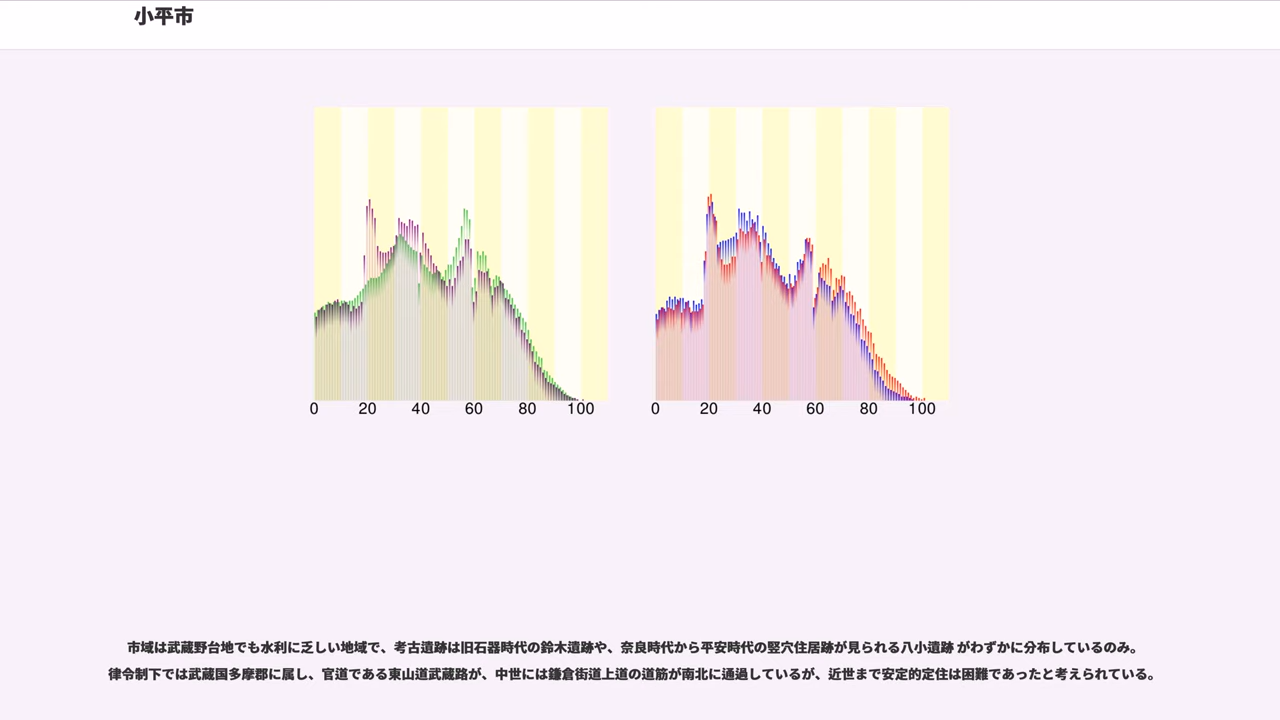 小平市
0 20 40 60 80 100
0 20 40 60 80 100
市域は武蔵野台地でも水利に乏しい地域で、考古遺跡は旧石器時代の鈴木遺跡や、奈良時代から平安時代の竪穴住居跡が見られる八小遺跡 がわずかに分布しているのみ。
律令制下では武蔵国多摩郡に属し、官道である東山道武蔵路が、中世には鎌倉街道上道の道筋が南北に通過しているが、近世まで安定的定住は困難であったと考えられている。